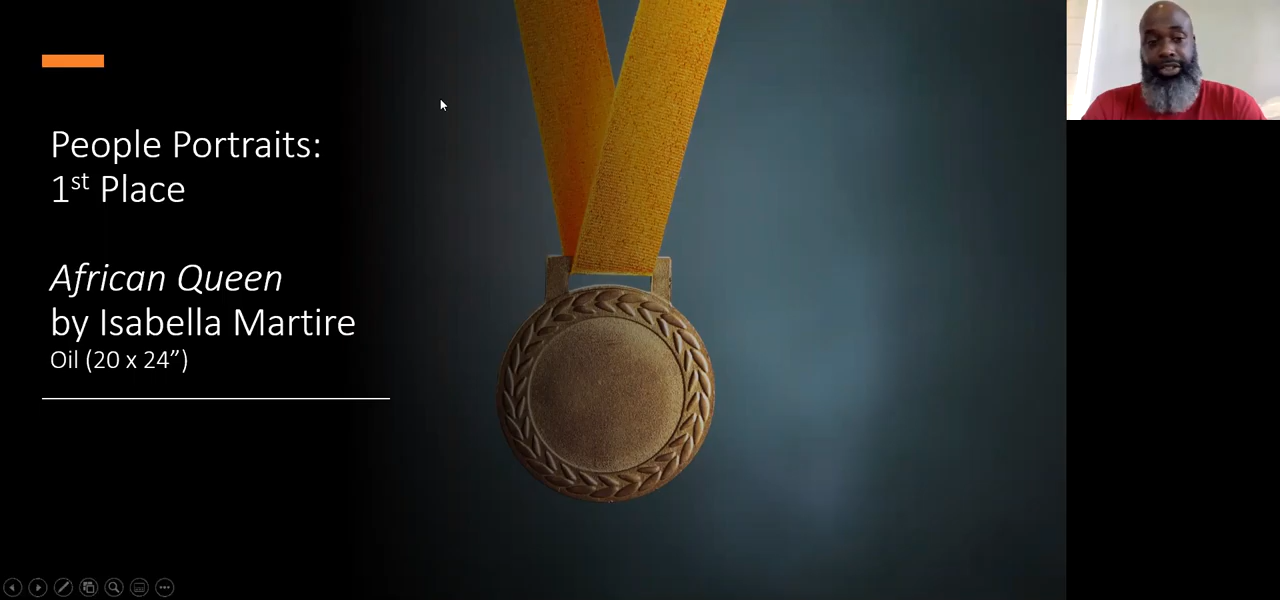 People Portraits:
1st Place
African Queen
by Isabella Martire
Oil (20 x 24”)